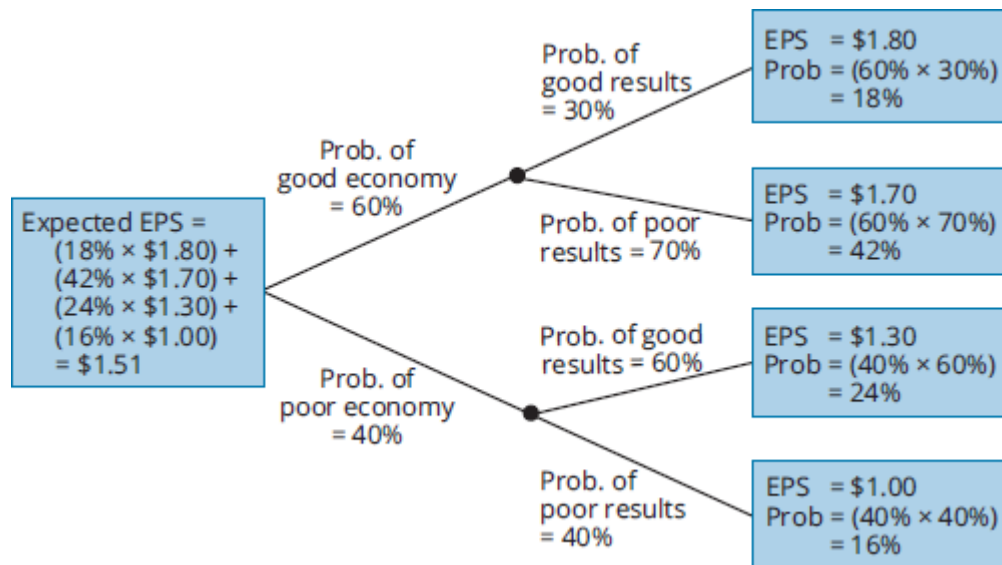 Expected EPS =
(18% × $1.80) +
(42% × $1.70) +
(24% × $1.30) +
(16% × $1.00)
= $1.51
Prob. of
good economy
= 60%
Prob. of
poor economy
= 40%
Prob. of
good results
= 30%
Prob. of poor
results = 70%
Prob. of good
results = 60%
Prob. of
poor results
= 40%
EPS = $1.80
Prob = (60% × 30%)
= 18%
EPS = $1.70
Prob = (60% × 70%)
= 42%
EPS = $1.30
Prob = (40% × 60%)
= 24%
EPS = $1.00
Prob = (40% × 40%)
= 16%